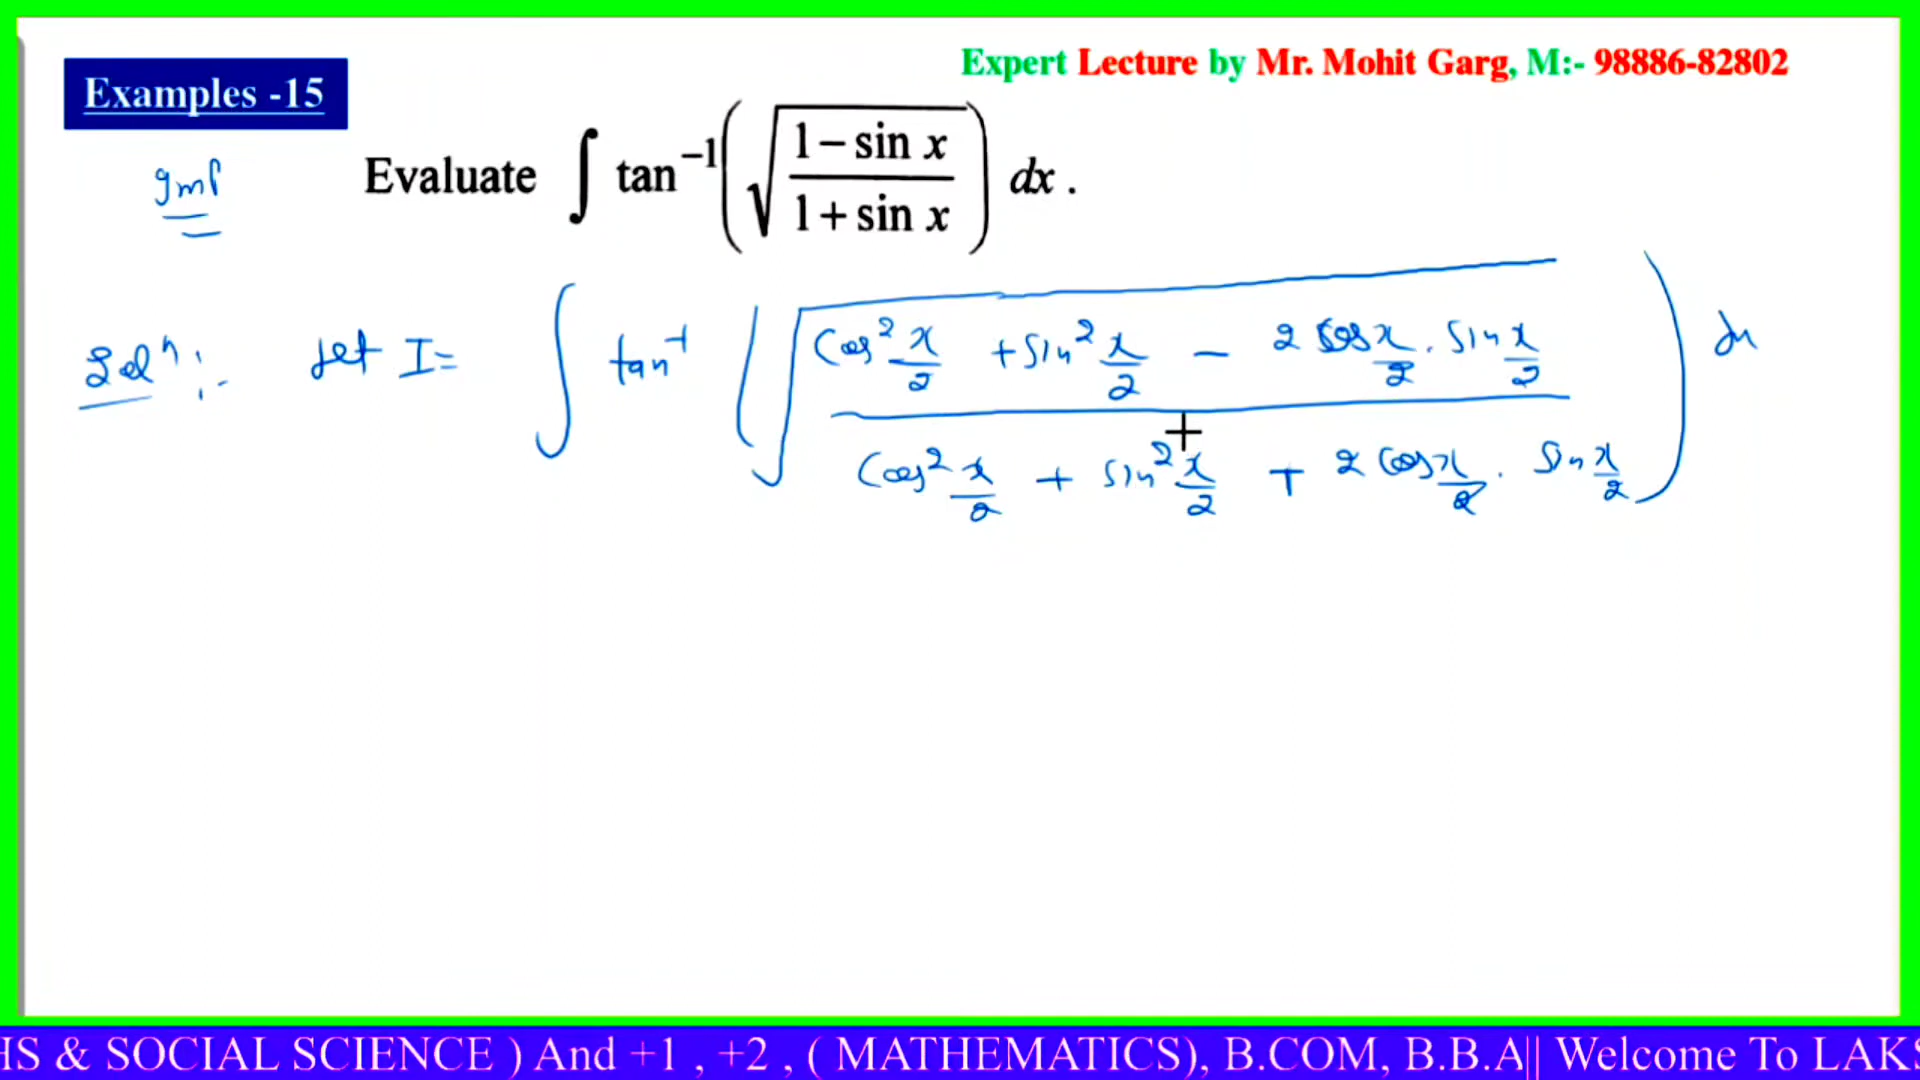 Expert Lecture by Mr. Mohit Garg, M:- 98886-82802
Examples -15
Imp
Evaluate ∫ tan⁻¹(√((1 − sin x)/(1 + sin x))) dx .
Solⁿ:- Let I = ∫ tan⁻¹(√((cos² x/2 + sin² x/2 − 2 cos x/2 . sin x/2)/(cos² x/2 + sin² x/2 + 2 cos x/2 . sin x/2))) dx
HS & SOCIAL SCIENCE ) And +1 , +2 , ( MATHEMATICS), B.COM, B.B.A|| Welcome To LAKS